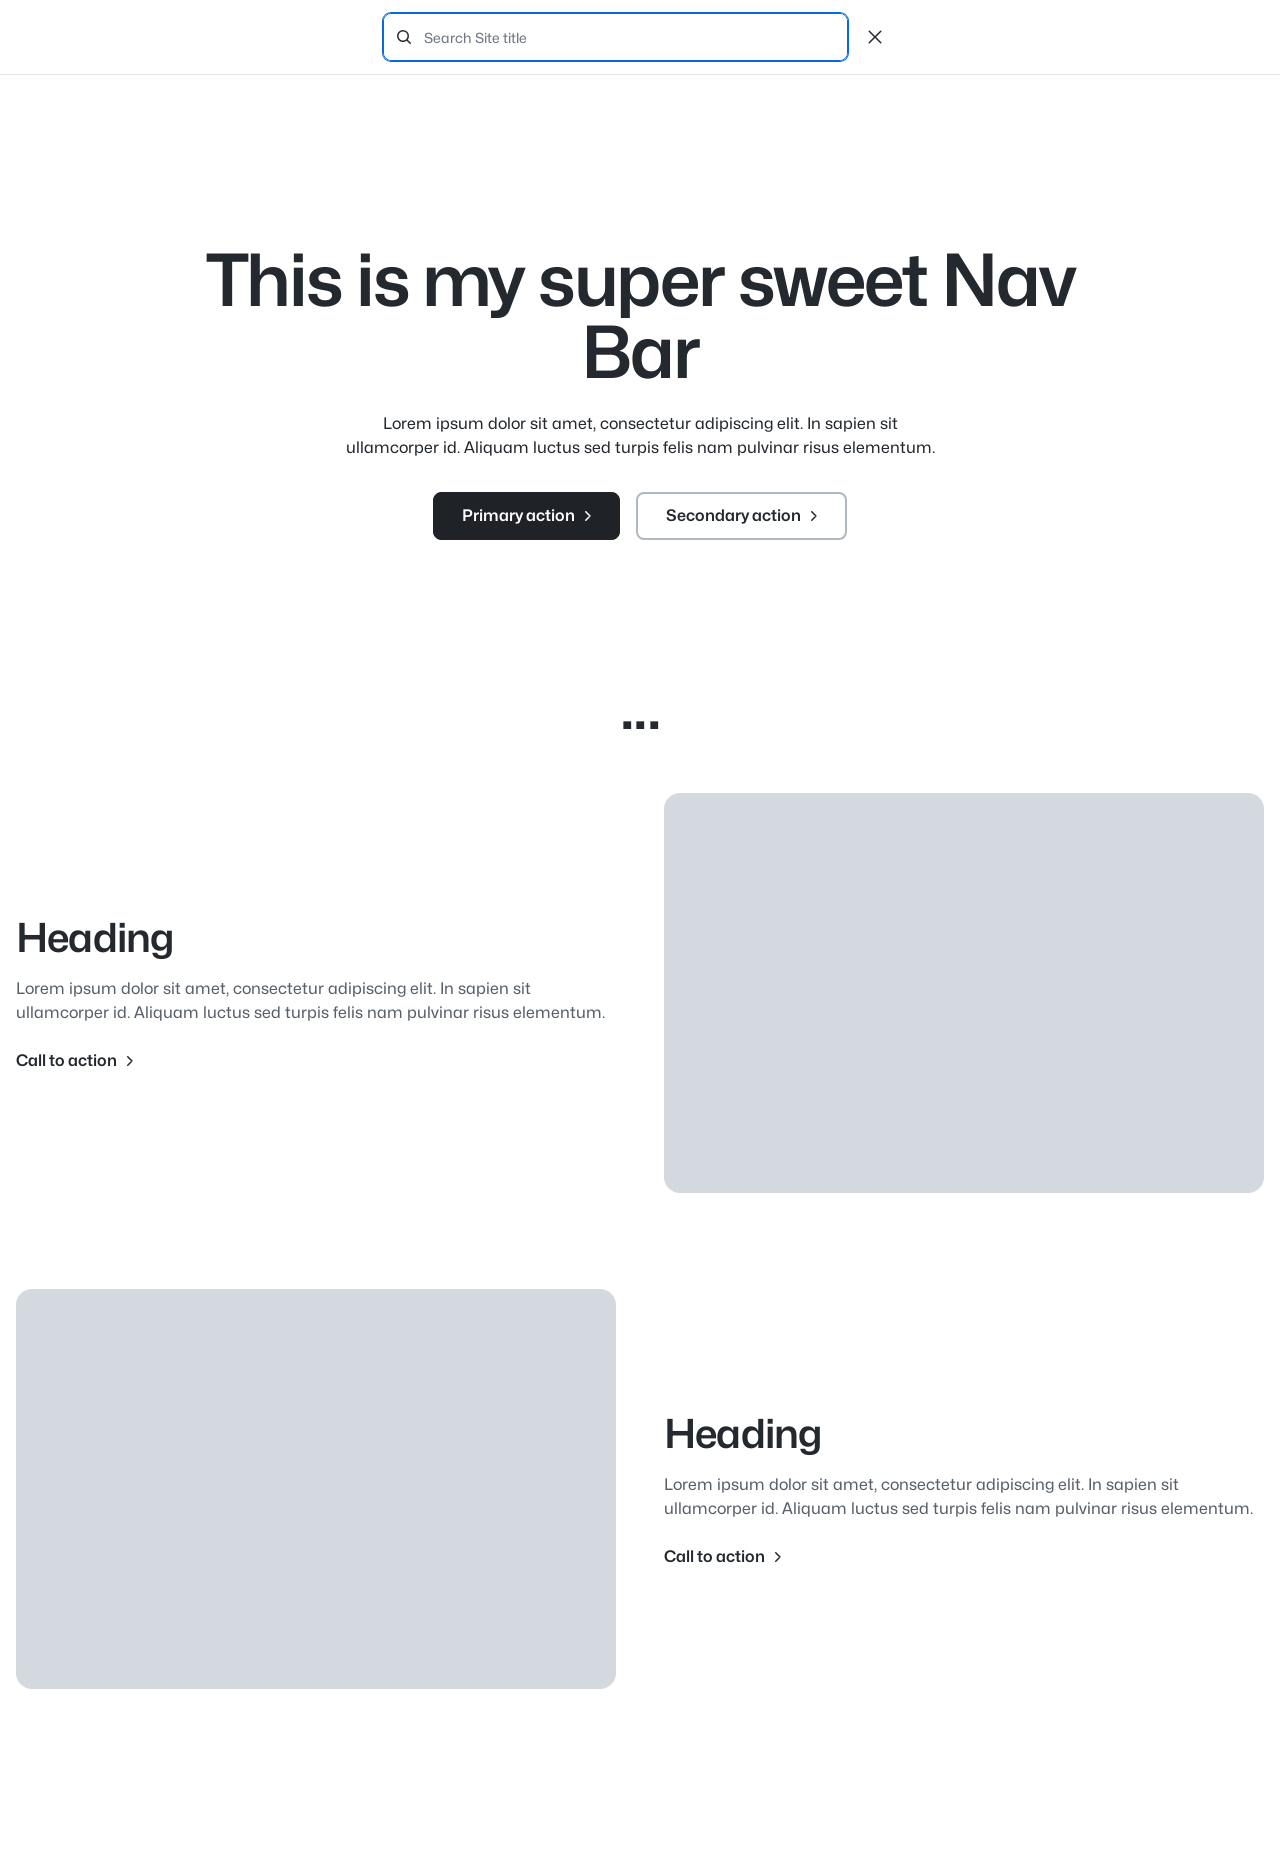 Search Site title
This is my super sweet Nav
Bar
Lorem ipsum dolor sit amet, consectetur adipiscing elit. In sapien sit
ullamcorper id. Aliquam luctus sed turpis felis nam pulvinar risus elementum.
Primary action
Secondary action
...
Heading
Lorem ipsum dolor sit amet, consectetur adipiscing elit. In sapien sit
ullamcorper id. Aliquam luctus sed turpis felis nam pulvinar risus elementum.
Call to action
Heading
Lorem ipsum dolor sit amet, consectetur adipiscing elit. In sapien sit
ullamcorper id. Aliquam luctus sed turpis felis nam pulvinar risus elementum.
Call to action